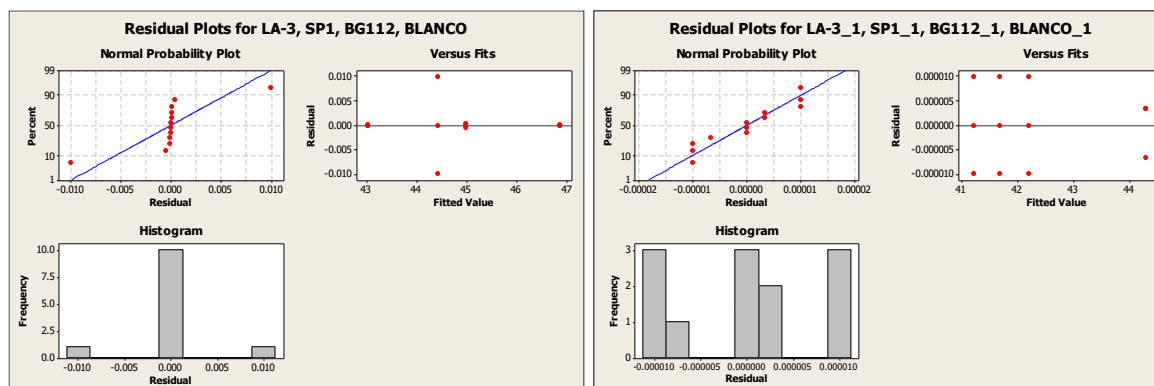 Residual Plots for LA-3, SP1, BG112, BLANCO
Normal Probability Plot
Percent
99
90
50
10
1
-0.010 -0.005 0.000 0.005 0.010
Residual
Versus Fits
Residual
0.010
0.005
0.000
-0.005
-0.010
43 44 45 46 47
Fitted Value
Histogram
Frequency
10.0
7.5
5.0
2.5
0.0
-0.010 -0.005 0.000 0.005 0.010
Residual
Residual Plots for LA-3_1, SP1_1, BG112_1, BLANCO_1
Normal Probability Plot
Percent
99
90
50
10
1
-0.00002 -0.00001 0.00000 0.00001 0.00002
Residual
Versus Fits
Residual
0.000010
0.000005
0.000000
-0.000005
-0.000010
41 42 43 44
Fitted Value
Histogram
Frequency
3
2
1
0
-0.000010 -0.000005 0.000000 0.000005 0.000010
Residual